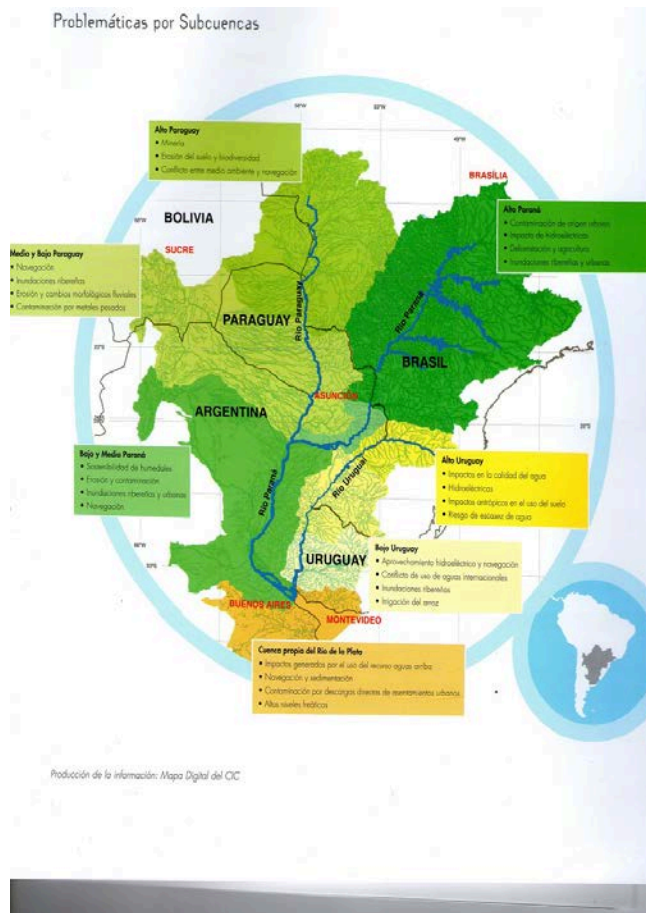 Problemáticas por Subcuencas
Alto Paraguay
• Minería
• Erosión del suelo y biodiversidad
• Conflicto entre medio ambiente y navegación
BRASÍLIA
BOLIVIA
SUCRE
Alto Paraná
• Contaminación de origen urbano
• Impacto de hidroeléctricas
• Deforestación y agricultura
• Inundaciones ribereñas y urbanas
Medio y Bajo Paraguay
• Navegación
• Inundaciones ribereñas
• Erosión y cambios morfológicos fluviales
• Contaminación por metales pesados
PARAGUAY
Río Paraguay
Río Paraná
BRASIL
ASUNCIÓN
ARGENTINA
Bajo y Medio Paraná
• Sostenibilidad de humedales
• Erosión y contaminación
• Inundaciones ribereñas y urbanas
• Navegación
Río Paraná
Río Uruguai
Alto Uruguay
• Impactos en la calidad del agua
• Hidroeléctricas
• Impactos antrópicos en el uso del suelo
• Riesgo de escasez de agua
URUGUAY
Bajo Uruguay
• Aprovechamiento hidroeléctrico y navegación
• Conflicto de uso de aguas internacionales
• Inundaciones ribereñas
• Irrigación del arroz
BUENOS AIRES
MONTEVIDEO
Cuenca propia del Río de la Plata
• Impactos generados por el uso del recurso aguas arriba
• Navegación y sedimentación
• Contaminación por descargas directas de asentamientos urbanos
• Altos niveles freáticos
Producción de la información: Mapa Digital del CIC